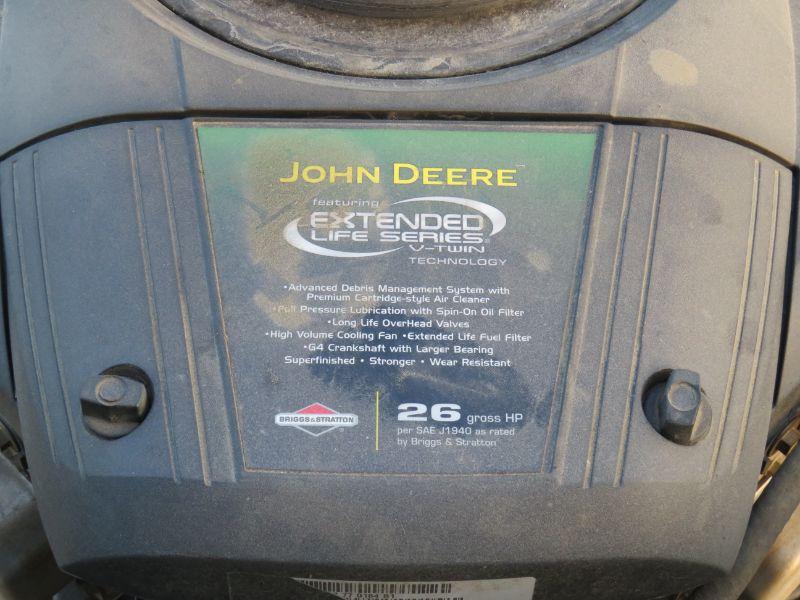 JOHN DEERE™
featuring
EXTENDED
LIFE SERIES®
V-TWIN
TECHNOLOGY
•Advanced Debris Management System with
Premium Cartridge-style Air Cleaner
•Full Pressure Lubrication with Spin-On Oil Filter
•Long Life OverHead Valves
•High Volume Cooling Fan •Extended Life Fuel Filter
•G4 Crankshaft with Larger Bearing
Superfinished • Stronger • Wear Resistant
BRIGGS&STRATTON
26 gross HP
per SAE J1940 as rated
by Briggs & Stratton